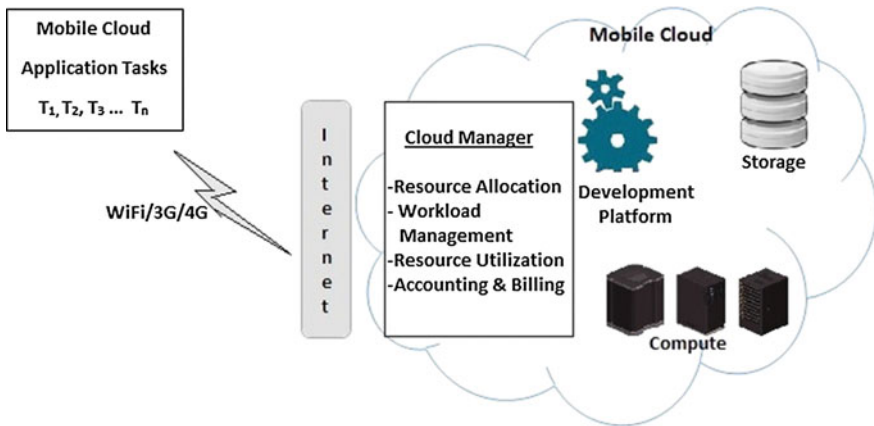 Mobile Cloud
Application Tasks
T₁, T₂, T₃ ... Tₙ
WiFi/3G/4G
Internet
Mobile Cloud
Cloud Manager
-Resource Allocation
- Workload
Management
-Resource Utilization
-Accounting & Billing
Development
Platform
Storage
Compute